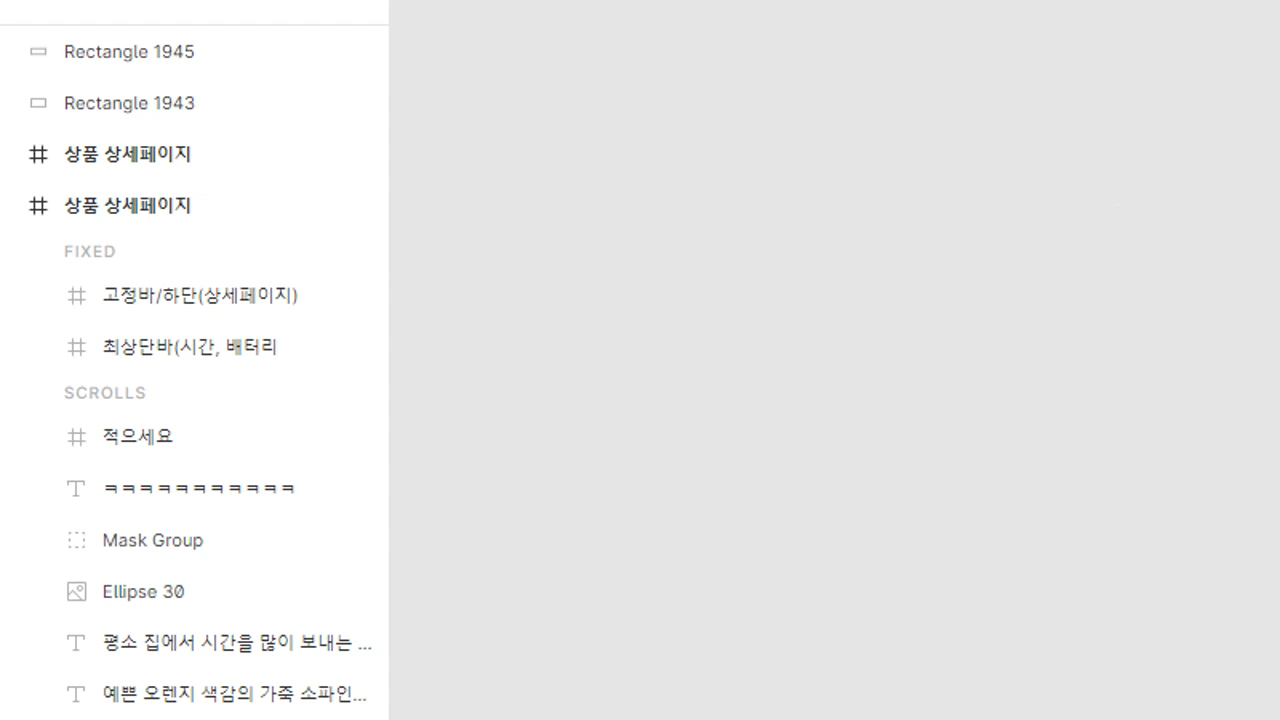 Rectangle 1945
Rectangle 1943
상품 상세페이지
상품 상세페이지
FIXED
고정바/하단(상세페이지)
최상단바(시간, 배터리
SCROLLS
적으세요
ㅋㅋㅋㅋㅋㅋㅋㅋㅋㅋㅋ
Mask Group
Ellipse 30
평소 집에서 시간을 많이 보내는 ...
예쁜 오렌지 색감의 가죽 소파인...